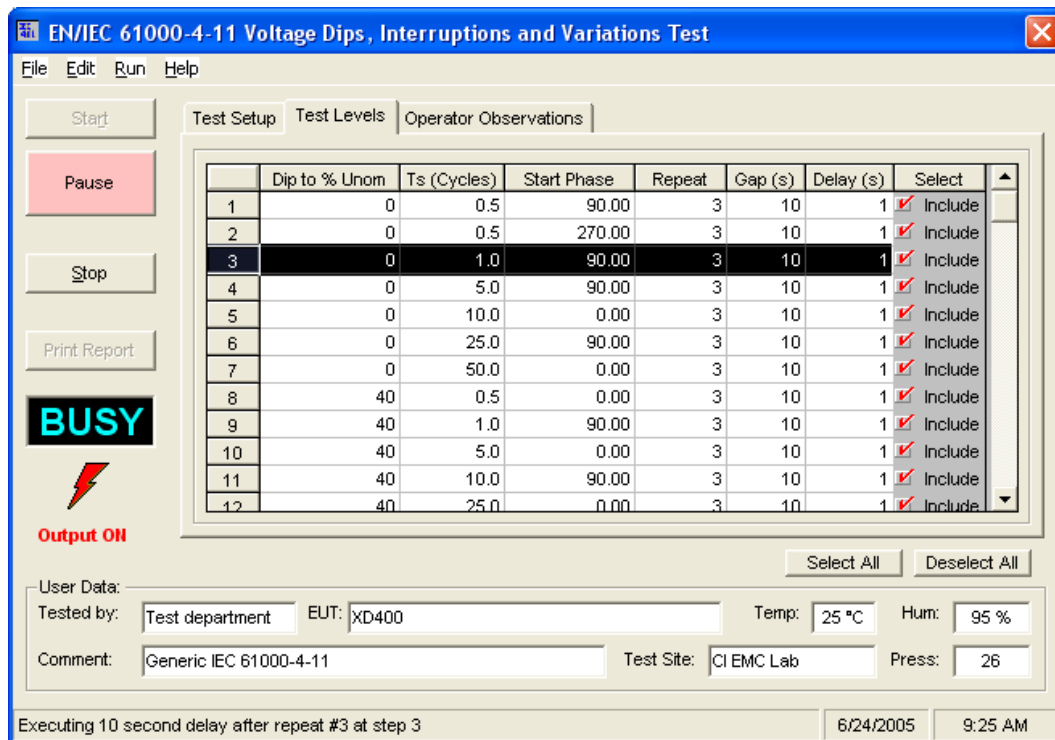 EN/IEC 61000-4-11 Voltage Dips, Interruptions and Variations Test
File Edit Run Help
Start
Pause
Stop
Print Report
BUSY
Output ON
Test Setup Test Levels Operator Observations
Dip to % Unom Ts (Cycles) Start Phase Repeat Gap (s) Delay (s) Select
1 0 0.5 90.00 3 10 1 Include
2 0 0.5 270.00 3 10 1 Include
3 0 1.0 90.00 3 10 1 Include
4 0 5.0 90.00 3 10 1 Include
5 0 10.0 0.00 3 10 1 Include
6 0 25.0 90.00 3 10 1 Include
7 0 50.0 0.00 3 10 1 Include
8 40 0.5 0.00 3 10 1 Include
9 40 1.0 90.00 3 10 1 Include
10 40 5.0 0.00 3 10 1 Include
11 40 10.0 90.00 3 10 1 Include
12 40 25.0 0.00 3 10 1 Include
Select All Deselect All
User Data:
Tested by: Test department EUT: XD400 Temp: 25 °C Hum: 95 %
Comment: Generic IEC 61000-4-11 Test Site: CI EMC Lab Press: 26
Executing 10 second delay after repeat #3 at step 3 6/24/2005 9:25 AM